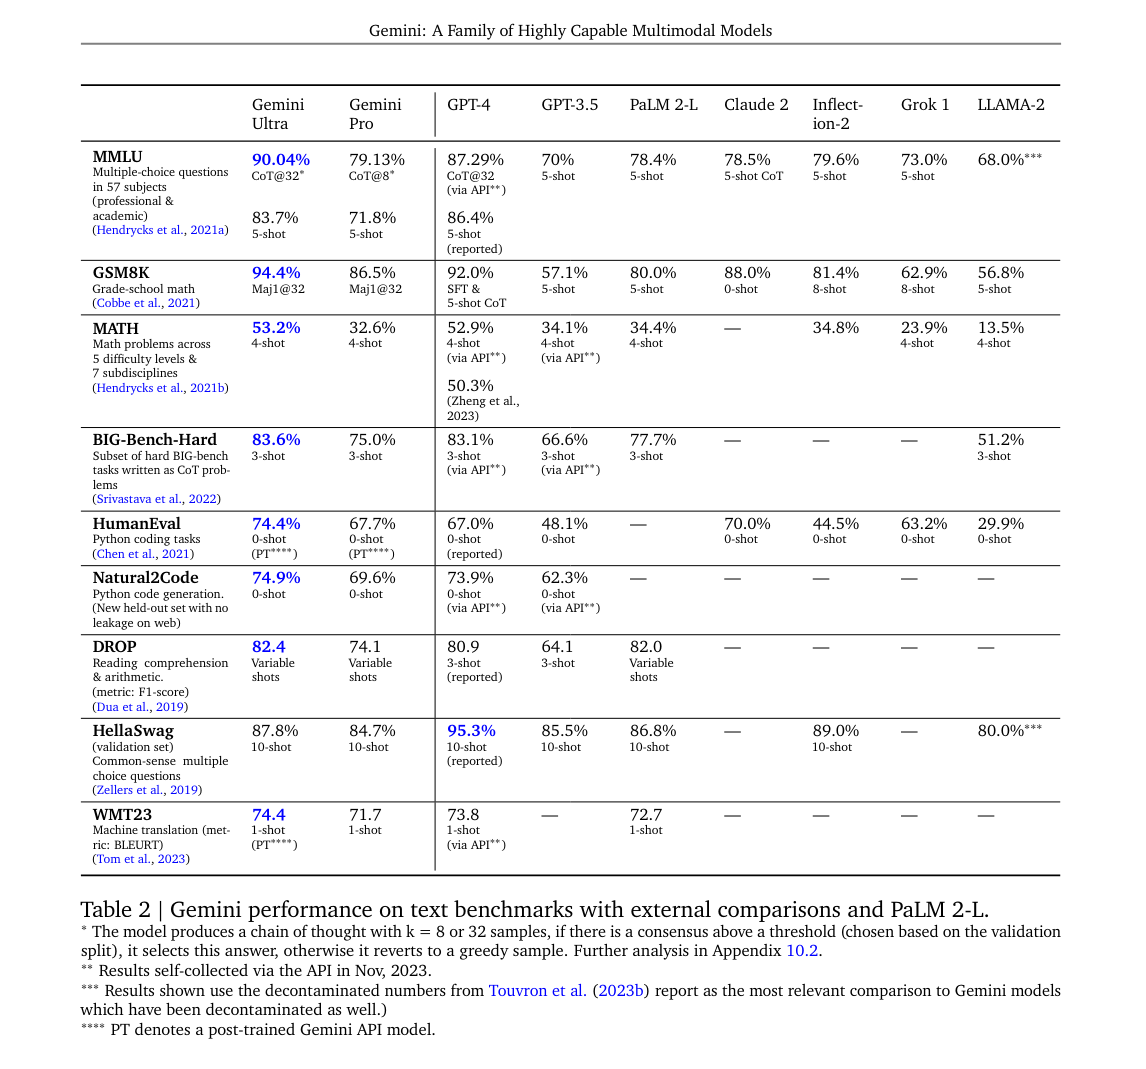 Gemini: A Family of Highly Capable Multimodal Models
Gemini Ultra Gemini Pro GPT-4 GPT-3.5 PaLM 2-L Claude 2 Inflect-ion-2 Grok 1 LLAMA-2
MMLU 90.04% 79.13% 87.29% 70% 78.4% 78.5% 79.6% 73.0% 68.0%***
Multiple-choice questions CoT@32* CoT@8* CoT@32 5-shot 5-shot 5-shot CoT 5-shot 5-shot
in 57 subjects (via API**)
(professional &
academic) 83.7% 71.8% 86.4%
(Hendrycks et al., 2021a) 5-shot 5-shot 5-shot
(reported)
GSM8K 94.4% 86.5% 92.0% 57.1% 80.0% 88.0% 81.4% 62.9% 56.8%
Grade-school math Maj1@32 Maj1@32 SFT & 5-shot 5-shot 0-shot 8-shot 8-shot 5-shot
(Cobbe et al., 2021) 5-shot CoT
MATH 53.2% 32.6% 52.9% 34.1% 34.4% — 34.8% 23.9% 13.5%
Math problems across 4-shot 4-shot 4-shot 4-shot 4-shot 4-shot 4-shot
5 difficulty levels & (via API**) (via API**)
7 subdisciplines
(Hendrycks et al., 2021b) 50.3%
(Zheng et al.,
2023)
BIG-Bench-Hard 83.6% 75.0% 83.1% 66.6% 77.7% — — — 51.2%
Subset of hard BIG-bench 3-shot 3-shot 3-shot 3-shot 3-shot 3-shot
tasks written as CoT prob- (via API**) (via API**)
lems
(Srivastava et al., 2022)
HumanEval 74.4% 67.7% 67.0% 48.1% — 70.0% 44.5% 63.2% 29.9%
Python coding tasks 0-shot 0-shot 0-shot 0-shot 0-shot 0-shot 0-shot 0-shot
(Chen et al., 2021) (PT****) (PT****) (reported)
Natural2Code 74.9% 69.6% 73.9% 62.3% — — — — —
Python code generation. 0-shot 0-shot 0-shot 0-shot
(New held-out set with no (via API**) (via API**)
leakage on web)
DROP 82.4 74.1 80.9 64.1 82.0 — — — —
Reading comprehension Variable Variable 3-shot 3-shot Variable
& arithmetic. shots shots (reported) shots
(metric: F1-score)
(Dua et al., 2019)
HellaSwag 87.8% 84.7% 95.3% 85.5% 86.8% — 89.0% — 80.0%***
(validation set) 10-shot 10-shot 10-shot 10-shot 10-shot 10-shot
Common-sense multiple (reported)
choice questions
(Zellers et al., 2019)
WMT23 74.4 71.7 73.8 — 72.7 — — — —
Machine translation (met- 1-shot 1-shot 1-shot 1-shot
ric: BLEURT) (PT****) (via API**)
(Tom et al., 2023)
Table 2 | Gemini performance on text benchmarks with external comparisons and PaLM 2-L.
* The model produces a chain of thought with k = 8 or 32 samples, if there is a consensus above a threshold (chosen based on the validation
split), it selects this answer, otherwise it reverts to a greedy sample. Further analysis in Appendix 10.2.
** Results self-collected via the API in Nov, 2023.
*** Results shown use the decontaminated numbers from Touvron et al. (2023b) report as the most relevant comparison to Gemini models
which have been decontaminated as well.)
**** PT denotes a post-trained Gemini API model.